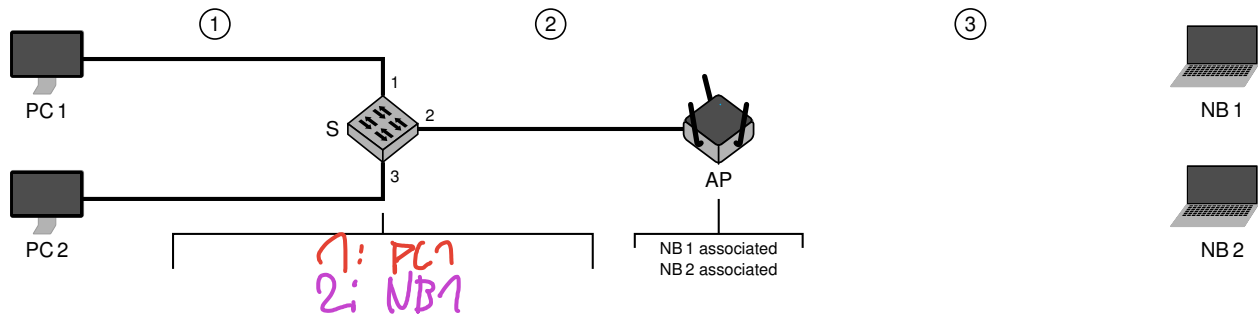 1
2
3
PC 1
1
2
S
3
AP
NB 1
PC 2
NB 1 associated
NB 2 associated
NB 2
1: PC1
2: NB1